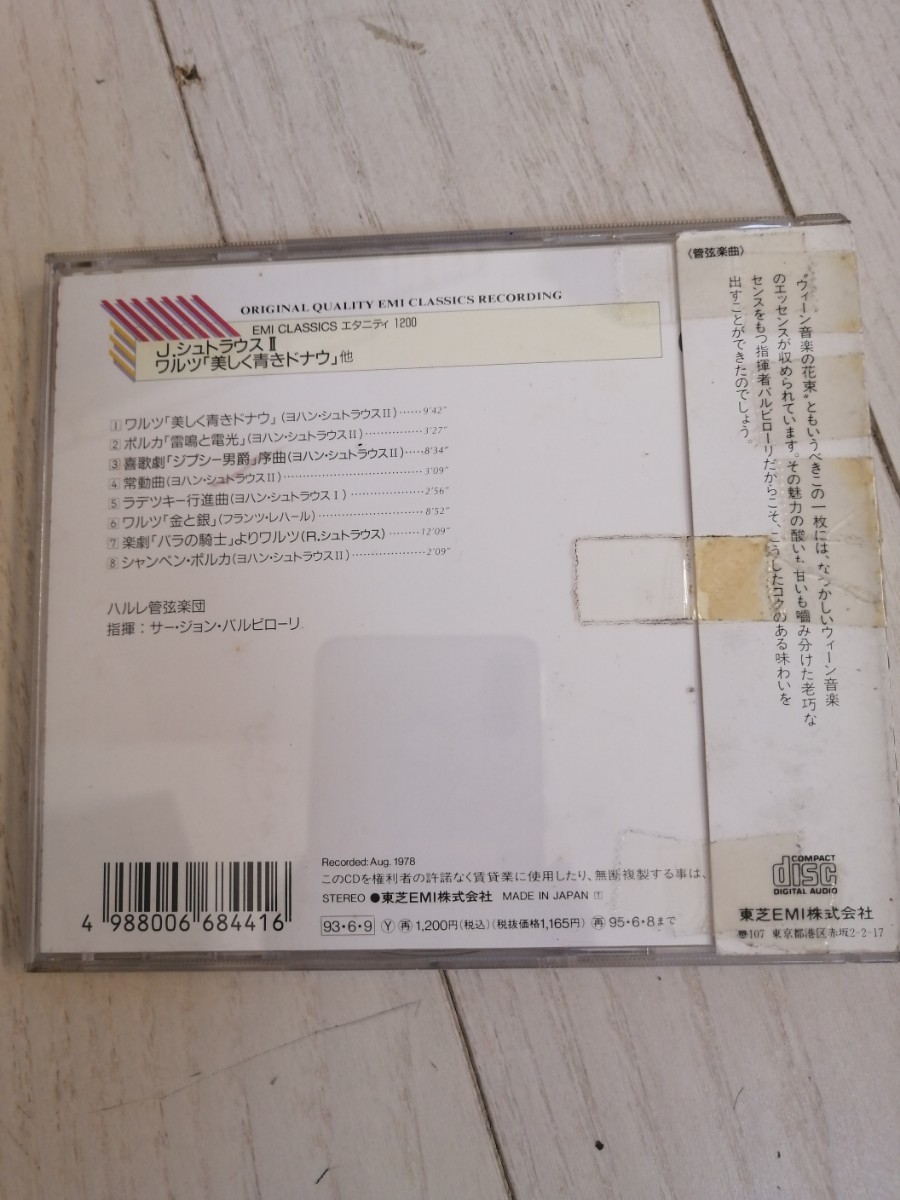 ORIGINAL QUALITY EMI CLASSICS RECORDING
EMI CLASSICS エタニティ 1200
J.シュトラウスⅡ
ワルツ「美しく青きドナウ」他
1 ワルツ「美しく青きドナウ」(ヨハン・シュトラウスⅡ)……9'42"
2 ポルカ「雷鳴と電光」(ヨハン・シュトラウスⅡ)……………3'27"
3 喜歌劇「ジプシー男爵」序曲(ヨハン・シュトラウスⅡ)……8'34"
4 常動曲(ヨハン・シュトラウスⅡ)……………………………3'09"
5 ラデツキー行進曲(ヨハン・シュトラウスⅠ)………………2'56"
6 ワルツ「金と銀」(フランツ・レハール)……………………8'52"
7 楽劇「バラの騎士」よりワルツ(R.シュトラウス)………12'09"
8 シャンペン・ポルカ(ヨハン・シュトラウスⅡ)……………2'09"
ハルレ管弦楽団
指揮：サー・ジョン・バルビローリ
4 988006 684416
Recorded: Aug. 1978
このCDを権利者の許諾なく賃貸業に使用したり、無断複製する事は、
STEREO ●東芝EMI株式会社 MADE IN JAPAN 1
93・6・9 Ⓨ 再 1,200円(税込)(税抜価格1,165円) 再 95・6・8まで
〈管弦楽曲〉
"ウィーン音楽の花束"ともいうべきこの一枚には、なつかしいウィーン音楽
のエッセンスが収められています。その魅力の酸いも甘いも噛み分けた老巧な
センスをもつ指揮者バルビローリだからこそ、こうしたコクのある味わいを
出すことができたのでしょう。
COMPACT
disc
DIGITAL AUDIO
東芝EMI株式会社
〠107 東京都港区赤坂2-2-17